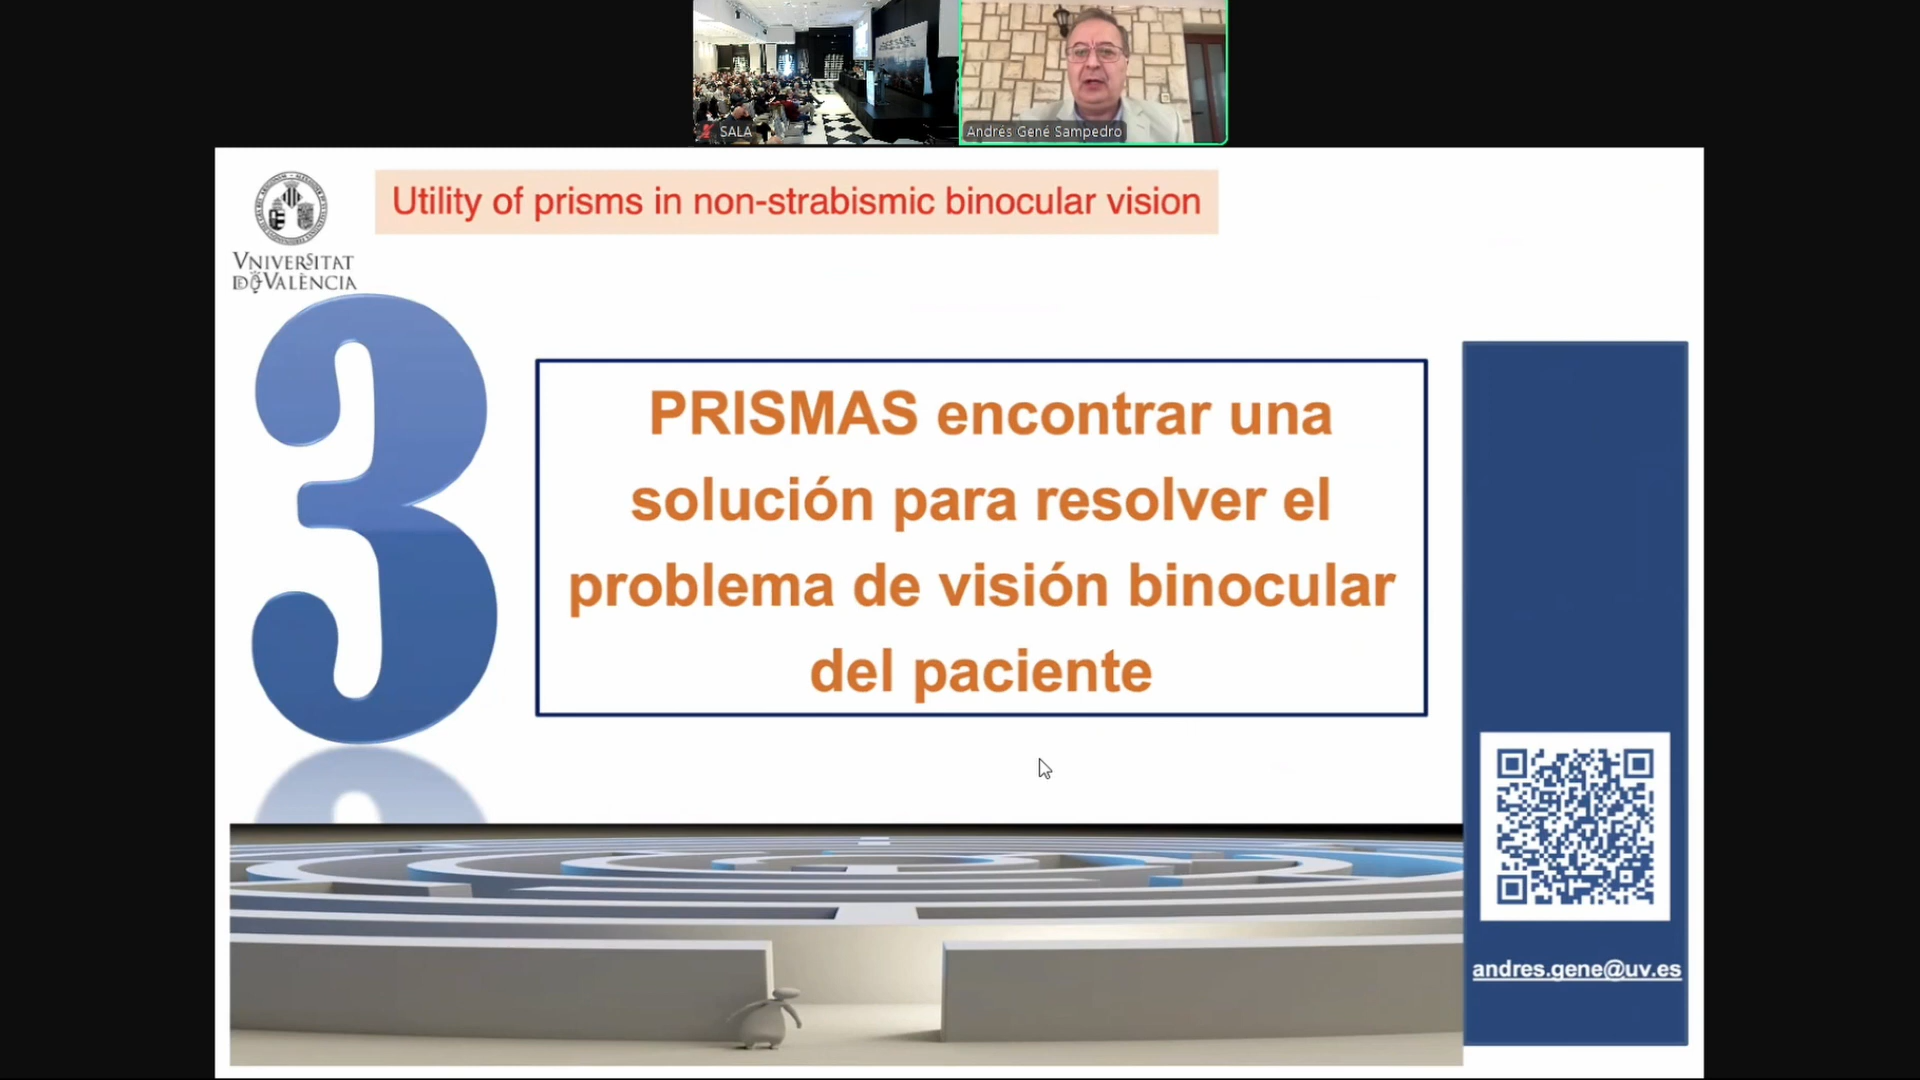 SALA
Andrés Gené Sampedro
Utility of prisms in non-strabismic binocular vision
VNIVERSITAT
DE VALÈNCIA
3
PRISMAS encontrar una
solución para resolver el
problema de visión binocular
del paciente
andres.gene@uv.es